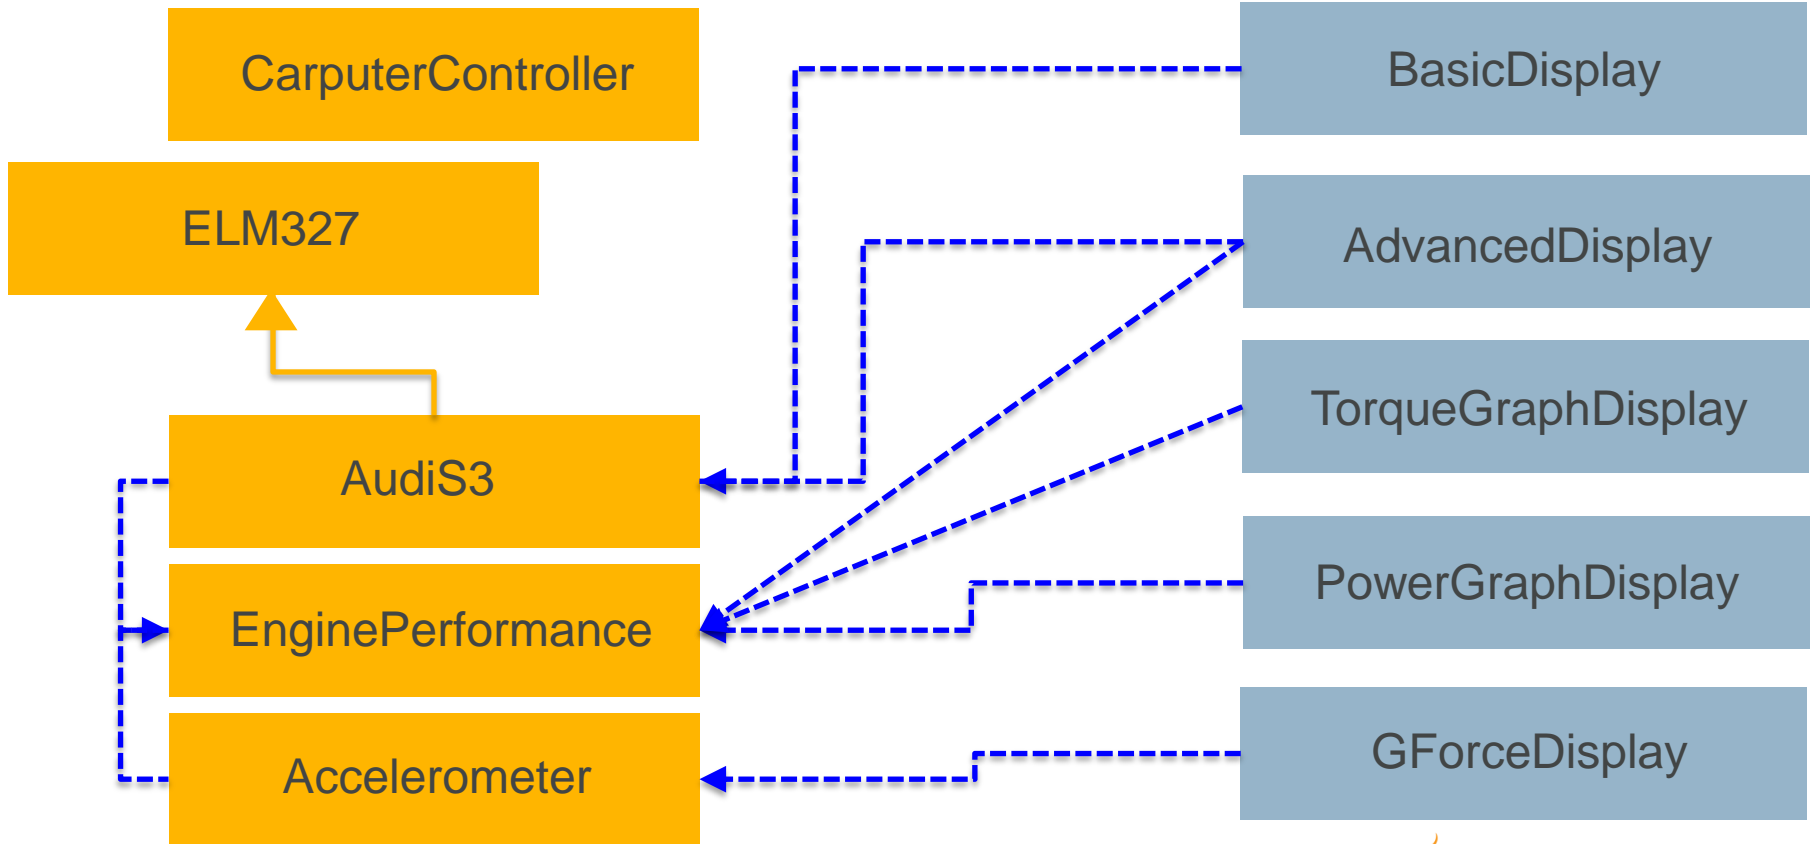 CarputerController
BasicDisplay
ELM327
AdvancedDisplay
TorqueGraphDisplay
AudiS3
PowerGraphDisplay
EnginePerformance
GForceDisplay
Accelerometer